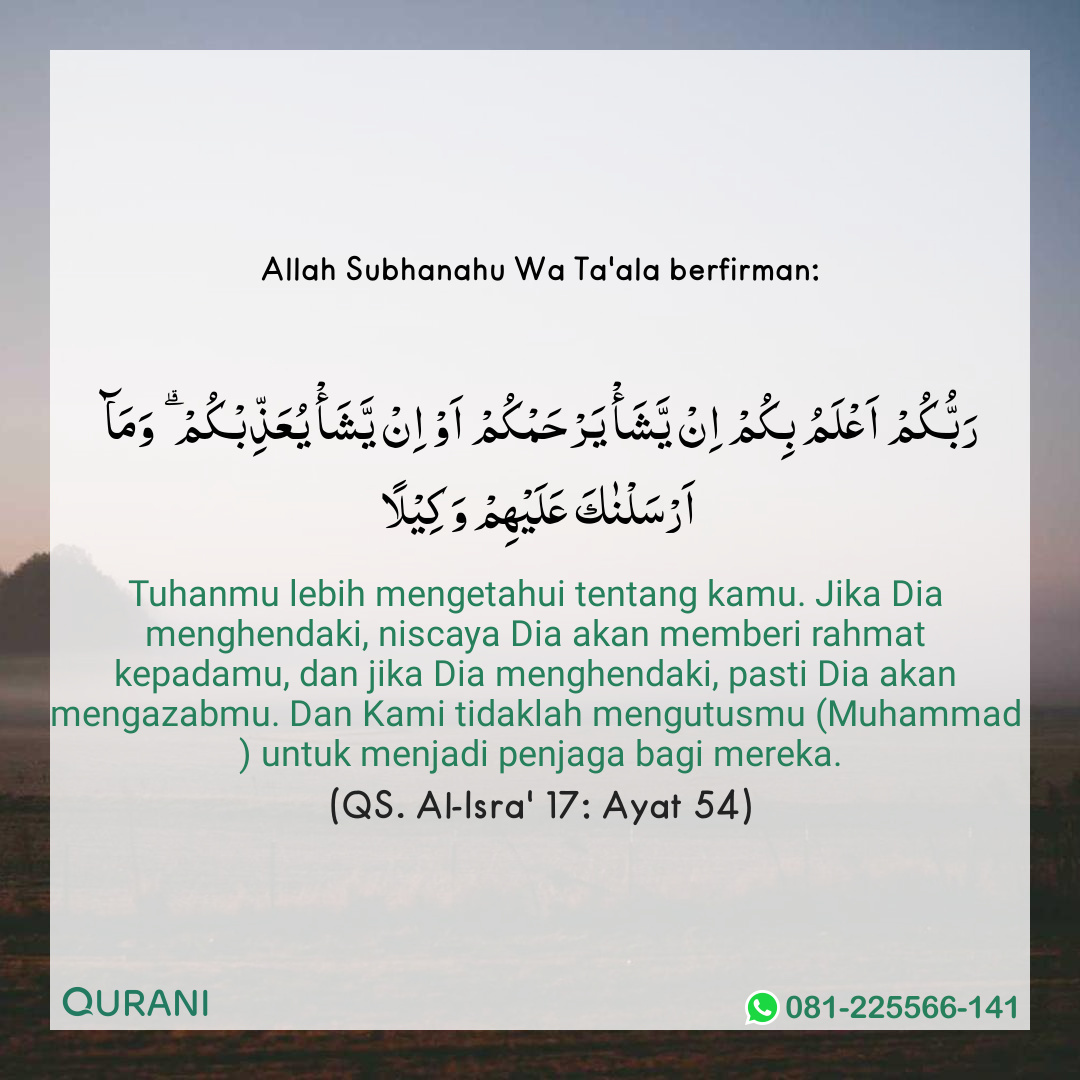 Allah Subhanahu Wa Ta'ala berfirman:
رَبُّكُمْ اَعْلَمُ بِكُمْ اِنْ يَّشَأْ يَرْحَمْكُمْ اَوْ اِنْ يَّشَأْ يُعَذِّبْكُمْ ۗ وَمَاۤ
اَرْسَلْنٰكَ عَلَيْهِمْ وَكِيْلًا
Tuhanmu lebih mengetahui tentang kamu. Jika Dia
menghendaki, niscaya Dia akan memberi rahmat
kepadamu, dan jika Dia menghendaki, pasti Dia akan
mengazabmu. Dan Kami tidaklah mengutusmu (Muhammad
) untuk menjadi penjaga bagi mereka.
(QS. Al-Isra' 17: Ayat 54)
QURANI
081-225566-141